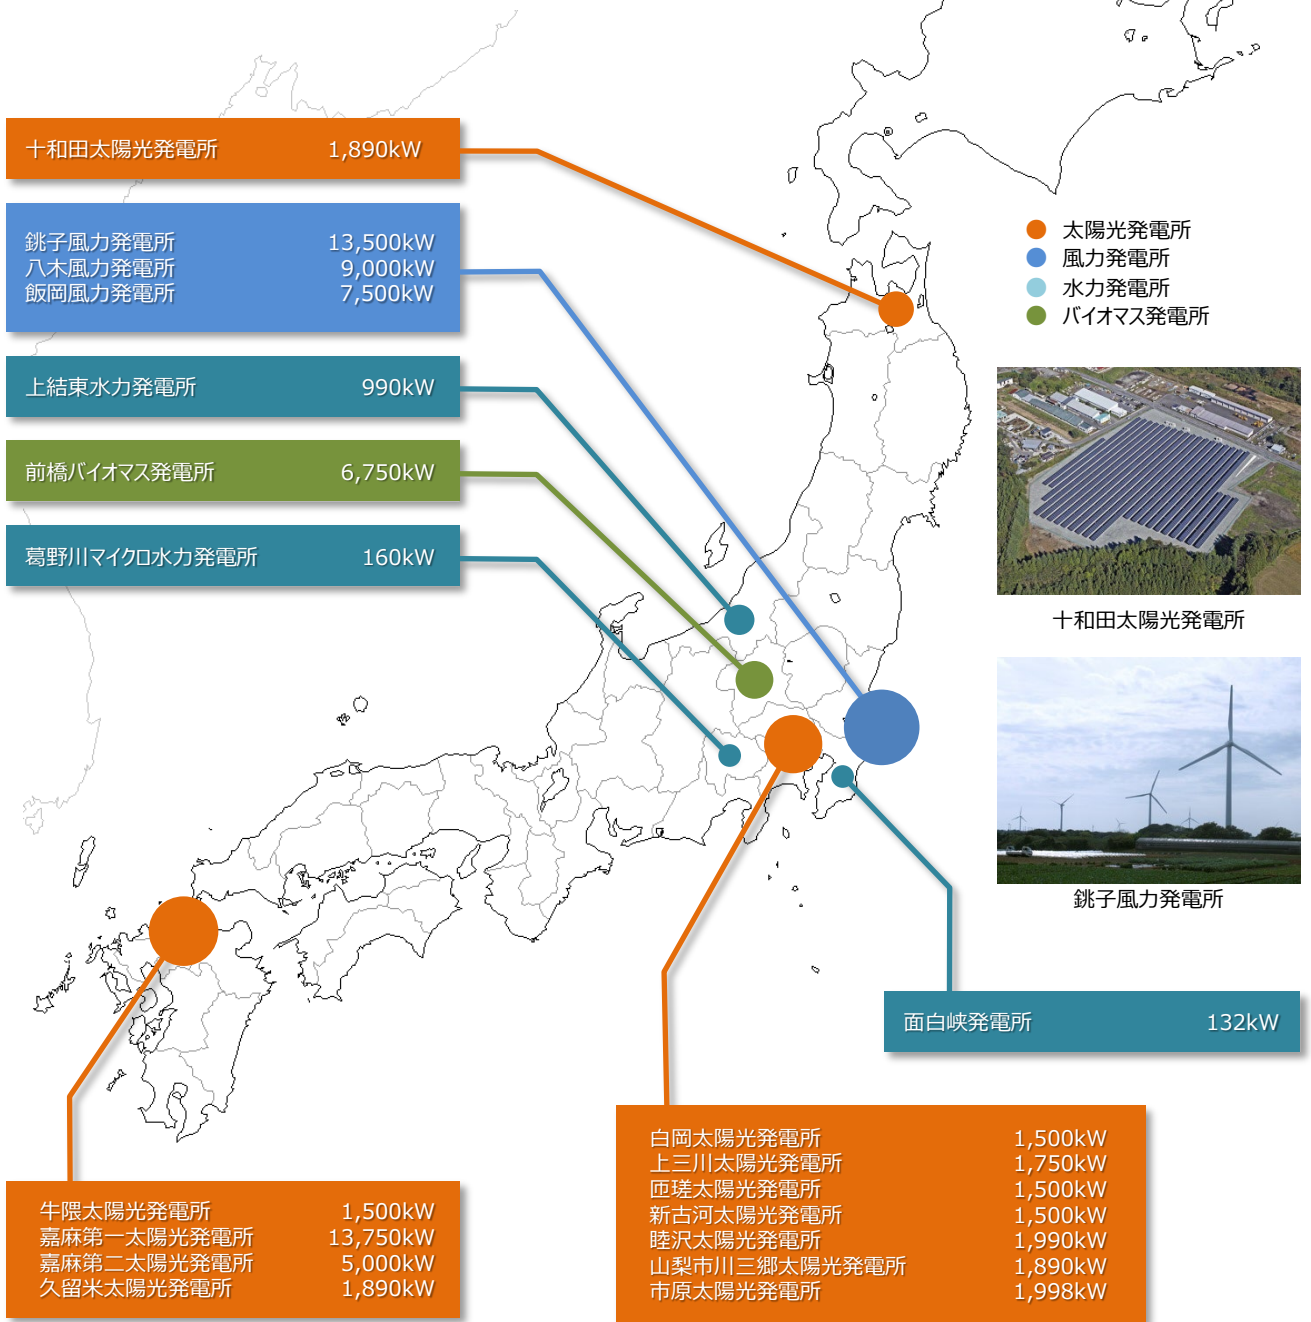 十和田太陽光発電所 1,890kW
銚子風力発電所 13,500kW
八木風力発電所 9,000kW
飯岡風力発電所 7,500kW
上結東水力発電所 990kW
前橋バイオマス発電所 6,750kW
葛野川マイクロ水力発電所 160kW
太陽光発電所
風力発電所
水力発電所
バイオマス発電所
十和田太陽光発電所
銚子風力発電所
面白峡発電所 132kW
白岡太陽光発電所 1,500kW
上三川太陽光発電所 1,750kW
匝瑳太陽光発電所 1,500kW
新古河太陽光発電所 1,500kW
睦沢太陽光発電所 1,990kW
山梨市川三郷太陽光発電所 1,890kW
市原太陽光発電所 1,998kW
牛隈太陽光発電所 1,500kW
嘉麻第一太陽光発電所 13,750kW
嘉麻第二太陽光発電所 5,000kW
久留米太陽光発電所 1,890kW